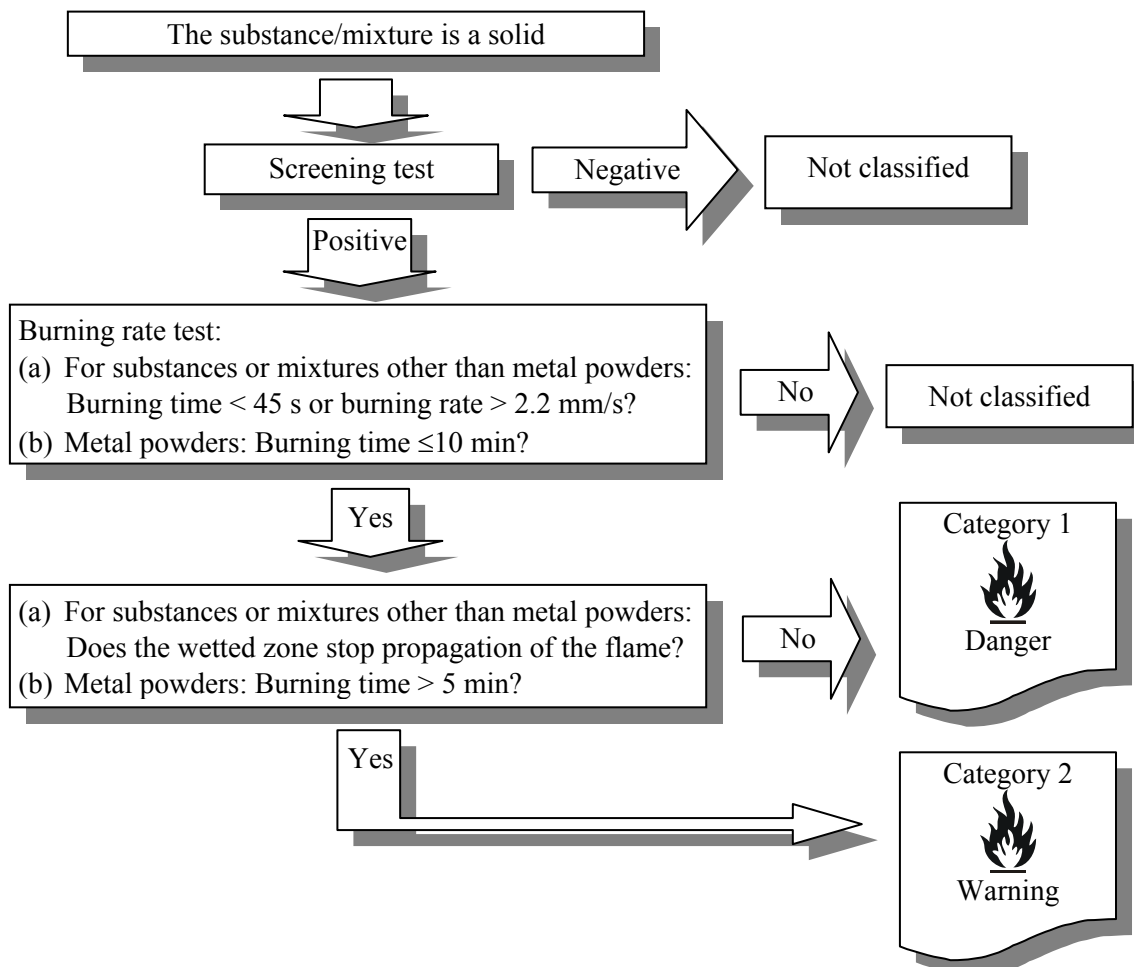 The substance/mixture is a solid
Screening test
Negative
Not classified
Positive
Burning rate test:
(a) For substances or mixtures other than metal powders:
Burning time < 45 s or burning rate > 2.2 mm/s?
(b) Metal powders: Burning time ≤10 min?
No
Not classified
Yes
Category 1
Danger
(a) For substances or mixtures other than metal powders:
Does the wetted zone stop propagation of the flame?
(b) Metal powders: Burning time > 5 min?
No
Yes
Category 2
Warning